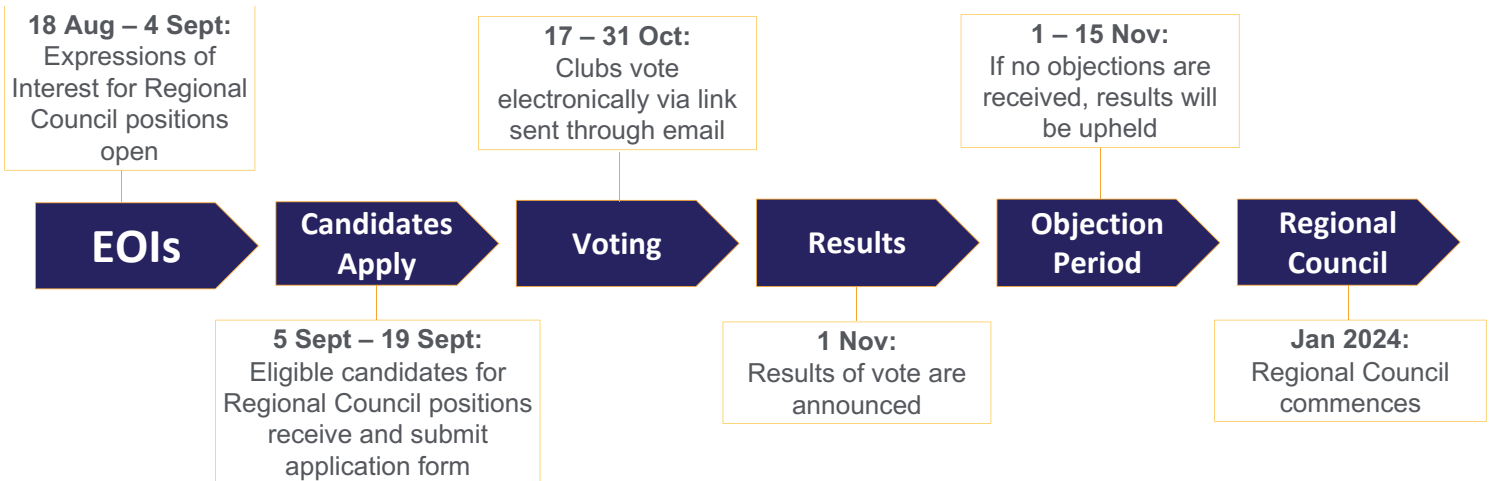 18 Aug – 4 Sept:
Expressions of
Interest for Regional
Council positions
open
17 – 31 Oct:
Clubs vote
electronically via link
sent through email
1 – 15 Nov:
If no objections are
received, results will
be upheld
EOIs
Candidates
Apply
Voting
Results
Objection
Period
Regional
Council
5 Sept – 19 Sept:
Eligible candidates for
Regional Council positions
receive and submit
application form
1 Nov:
Results of vote are
announced
Jan 2024:
Regional Council
commences